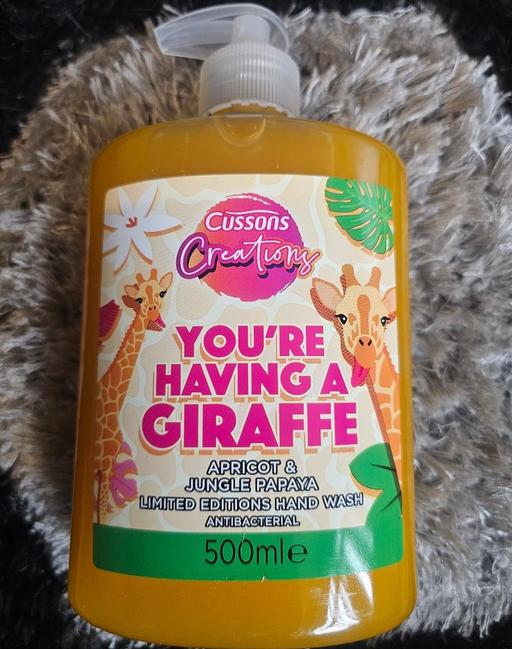 Cussons
Creations
YOU'RE
HAVING A
GIRAFFE
APRICOT &
JUNGLE PAPAYA
LIMITED EDITIONS HAND WASH
ANTIBACTERIAL
500ml℮